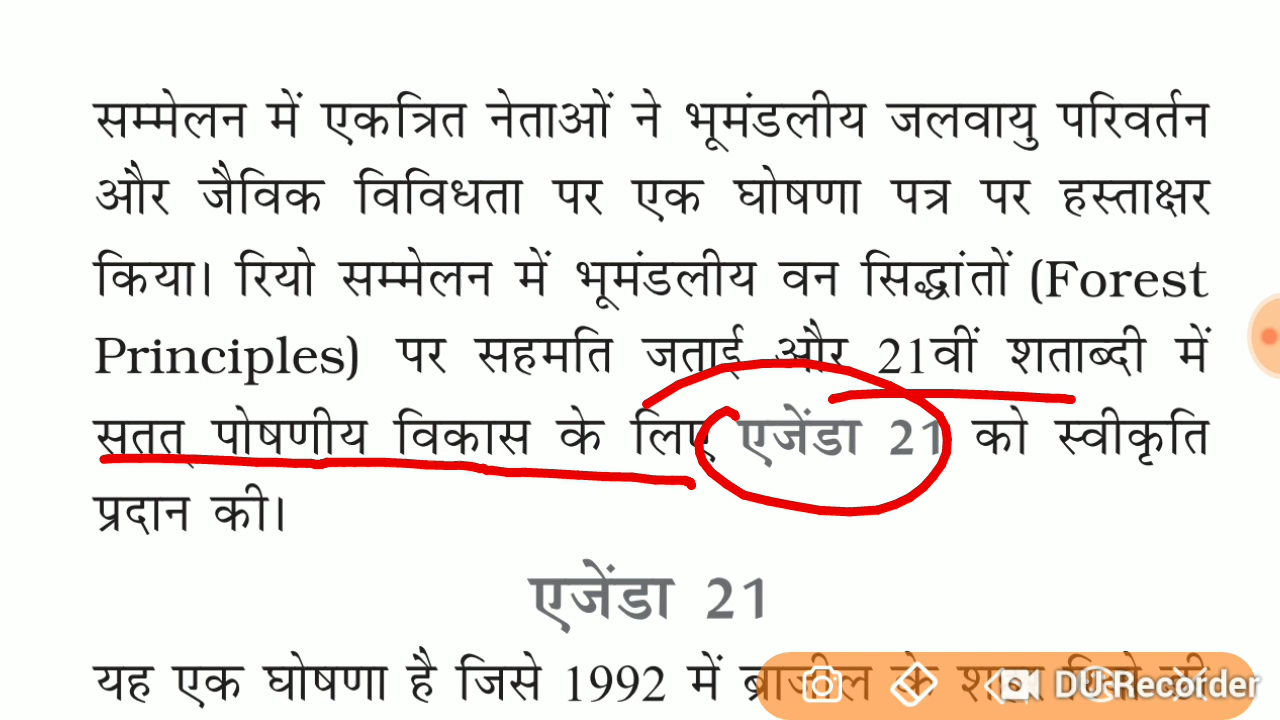 सम्मेलन में एकत्रित नेताओं ने भूमंडलीय जलवायु परिवर्तन
और जैविक विविधता पर एक घोषणा पत्र पर हस्ताक्षर
किया। रियो सम्मेलन में भूमंडलीय वन सिद्धांतों (Forest
Principles) पर सहमति जताई और 21वीं शताब्दी में
सतत् पोषणीय विकास के लिए एजेंडा 21 को स्वीकृति
प्रदान की।
एजेंडा 21
यह एक घोषणा है जिसे 1992 में ब्राजील के शहर
DU Recorder